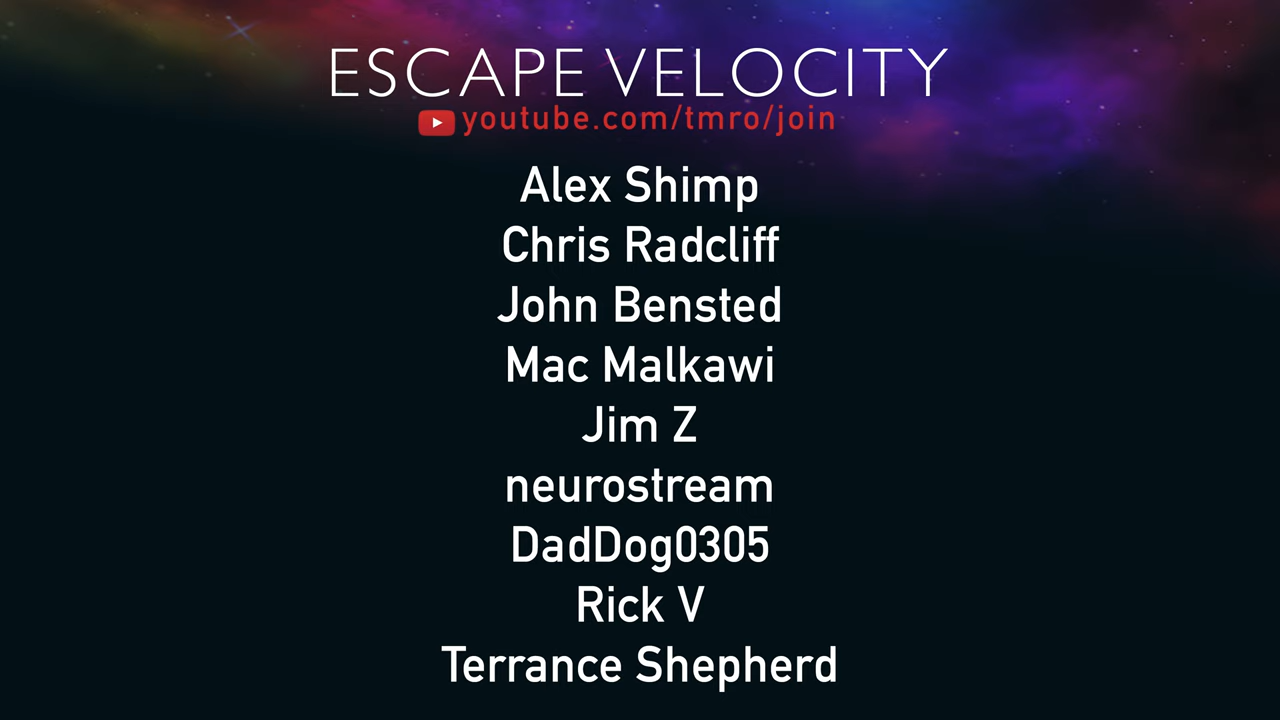 ESCAPE VELOCITY
youtube.com/tmro/join
Alex Shimp
Chris Radcliff
John Bensted
Mac Malkawi
Jim Z
neurostream
DadDog0305
Rick V
Terrance Shepherd